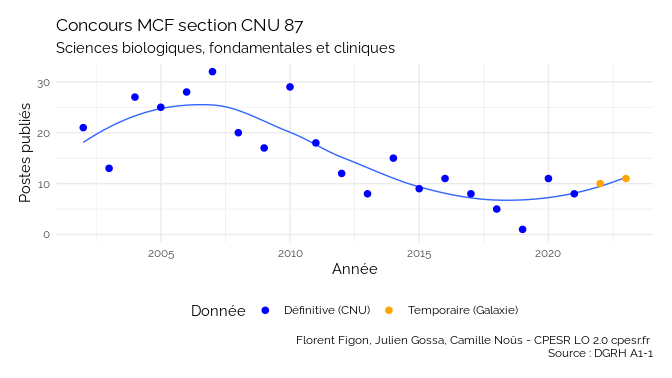 Concours MCF section CNU 87
Sciences biologiques, fondamentales et cliniques
Postes publiés
30
20
10
0
2005 2010 2015 2020
Année
Donnée Définitive (CNU) Temporaire (Galaxie)
Florent Figon, Julien Gossa, Camille Noûs - CPESR LO 2.0 cpesr.fr
Source : DGRH A1-1